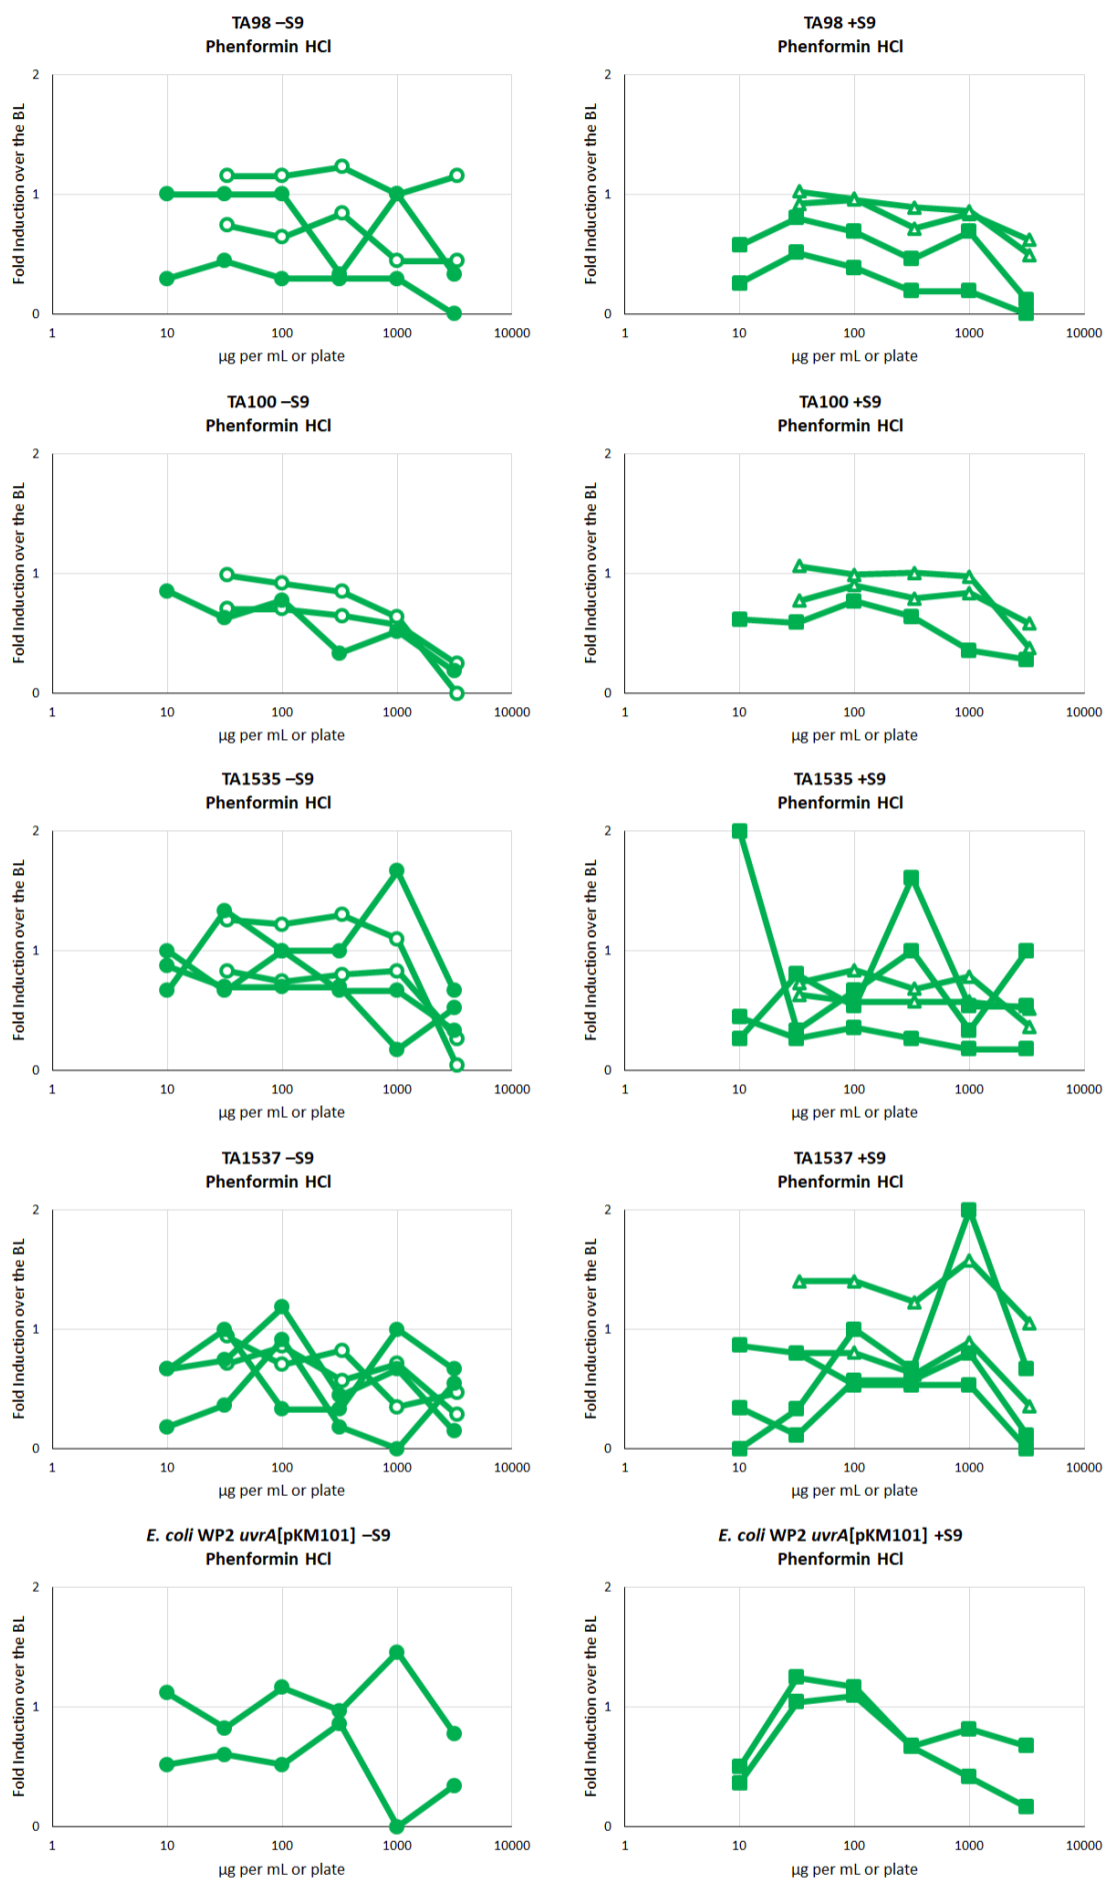 TA98 –S9
Phenformin HCl
Fold Induction over the BL
2
1
0
1
10
100
1000
10000
µg per mL or plate
TA98 +S9
Phenformin HCl
Fold Induction over the BL
2
1
0
1
10
100
1000
10000
µg per mL or plate
TA100 –S9
Phenformin HCl
Fold Induction over the BL
2
1
0
1
10
100
1000
10000
µg per mL or plate
TA100 +S9
Phenformin HCl
Fold Induction over the BL
2
1
0
1
10
100
1000
10000
µg per mL or plate
TA1535 –S9
Phenformin HCl
Fold Induction over the BL
2
1
0
1
10
100
1000
10000
µg per mL or plate
TA1535 +S9
Phenformin HCl
Fold Induction over the BL
2
1
0
1
10
100
1000
10000
µg per mL or plate
TA1537 –S9
Phenformin HCl
Fold Induction over the BL
2
1
0
1
10
100
1000
10000
µg per mL or plate
TA1537 +S9
Phenformin HCl
Fold Induction over the BL
2
1
0
1
10
100
1000
10000
µg per mL or plate
E. coli WP2 uvrA[pKM101] –S9
Phenformin HCl
Fold Induction over the BL
2
1
0
1
10
100
1000
10000
µg per mL or plate
E. coli WP2 uvrA[pKM101] +S9
Phenformin HCl
Fold Induction over the BL
2
1
0
1
10
100
1000
10000
µg per mL or plate